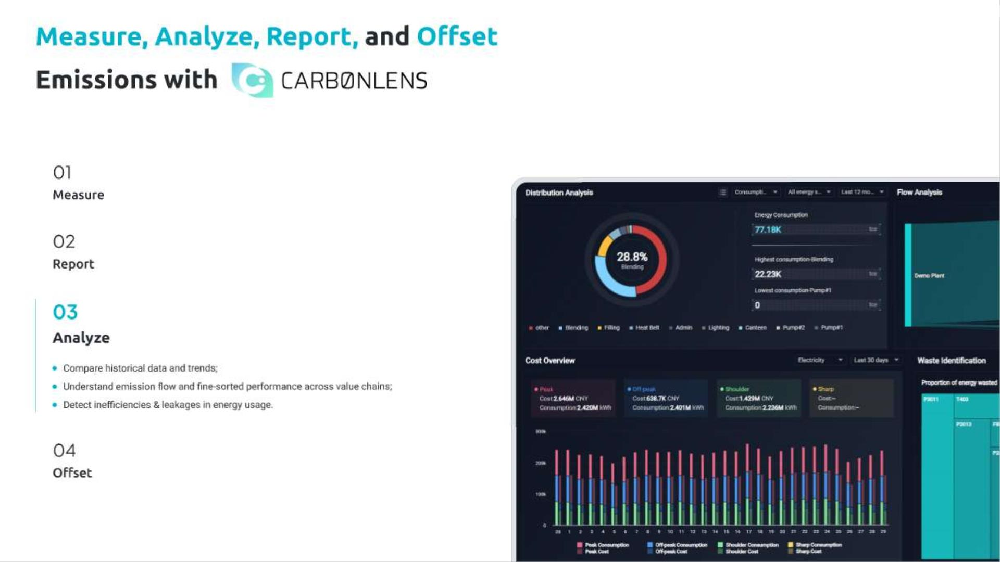 Measure, Analyze, Report, and Offset
Emissions with CARBØNLENS
01
Measure
02
Report
03
Analyze
Compare historical data and trends;
Understand emission flow and fine-sorted performance across value chains;
Detect inefficiencies & leakages in energy usage.
04
Offset
Distribution Analysis
Consumpti...
All energy s...
Last 12 mo...
28.8%
Blending
Energy Consumption
77.18K
tce
Highest consumption-Blending
22.23K
tce
Lowest consumption-Pump#1
0
tce
other Blending Filling Heat Belt Admin Lighting Canteen Pump#2 Pump#1
Flow Analysis
Demo Plant
Cost Overview
Electricity
Last 30 days
Peak
Cost:2.646M CNY
Consumption:2.420M kWh
Off-peak
Cost:638.7K CNY
Consumption:2.401M kWh
Shoulder
Cost:1.429M CNY
Consumption:2.236M kWh
Sharp
Cost:--
Consumption:--
300k
200k
100k
0
28 1 2 3 4 5 6 7 8 9 10 11 12 13 14 15 16 17 18 19 20 21 22 23 24 25 26 27 28 29
Peak Consumption Off-peak Consumption Shoulder Consumption Sharp Consumption
Peak Cost Off-peak Cost Shoulder Cost Sharp Cost
Waste Identification
Proportion of energy wasted
T403
P2013